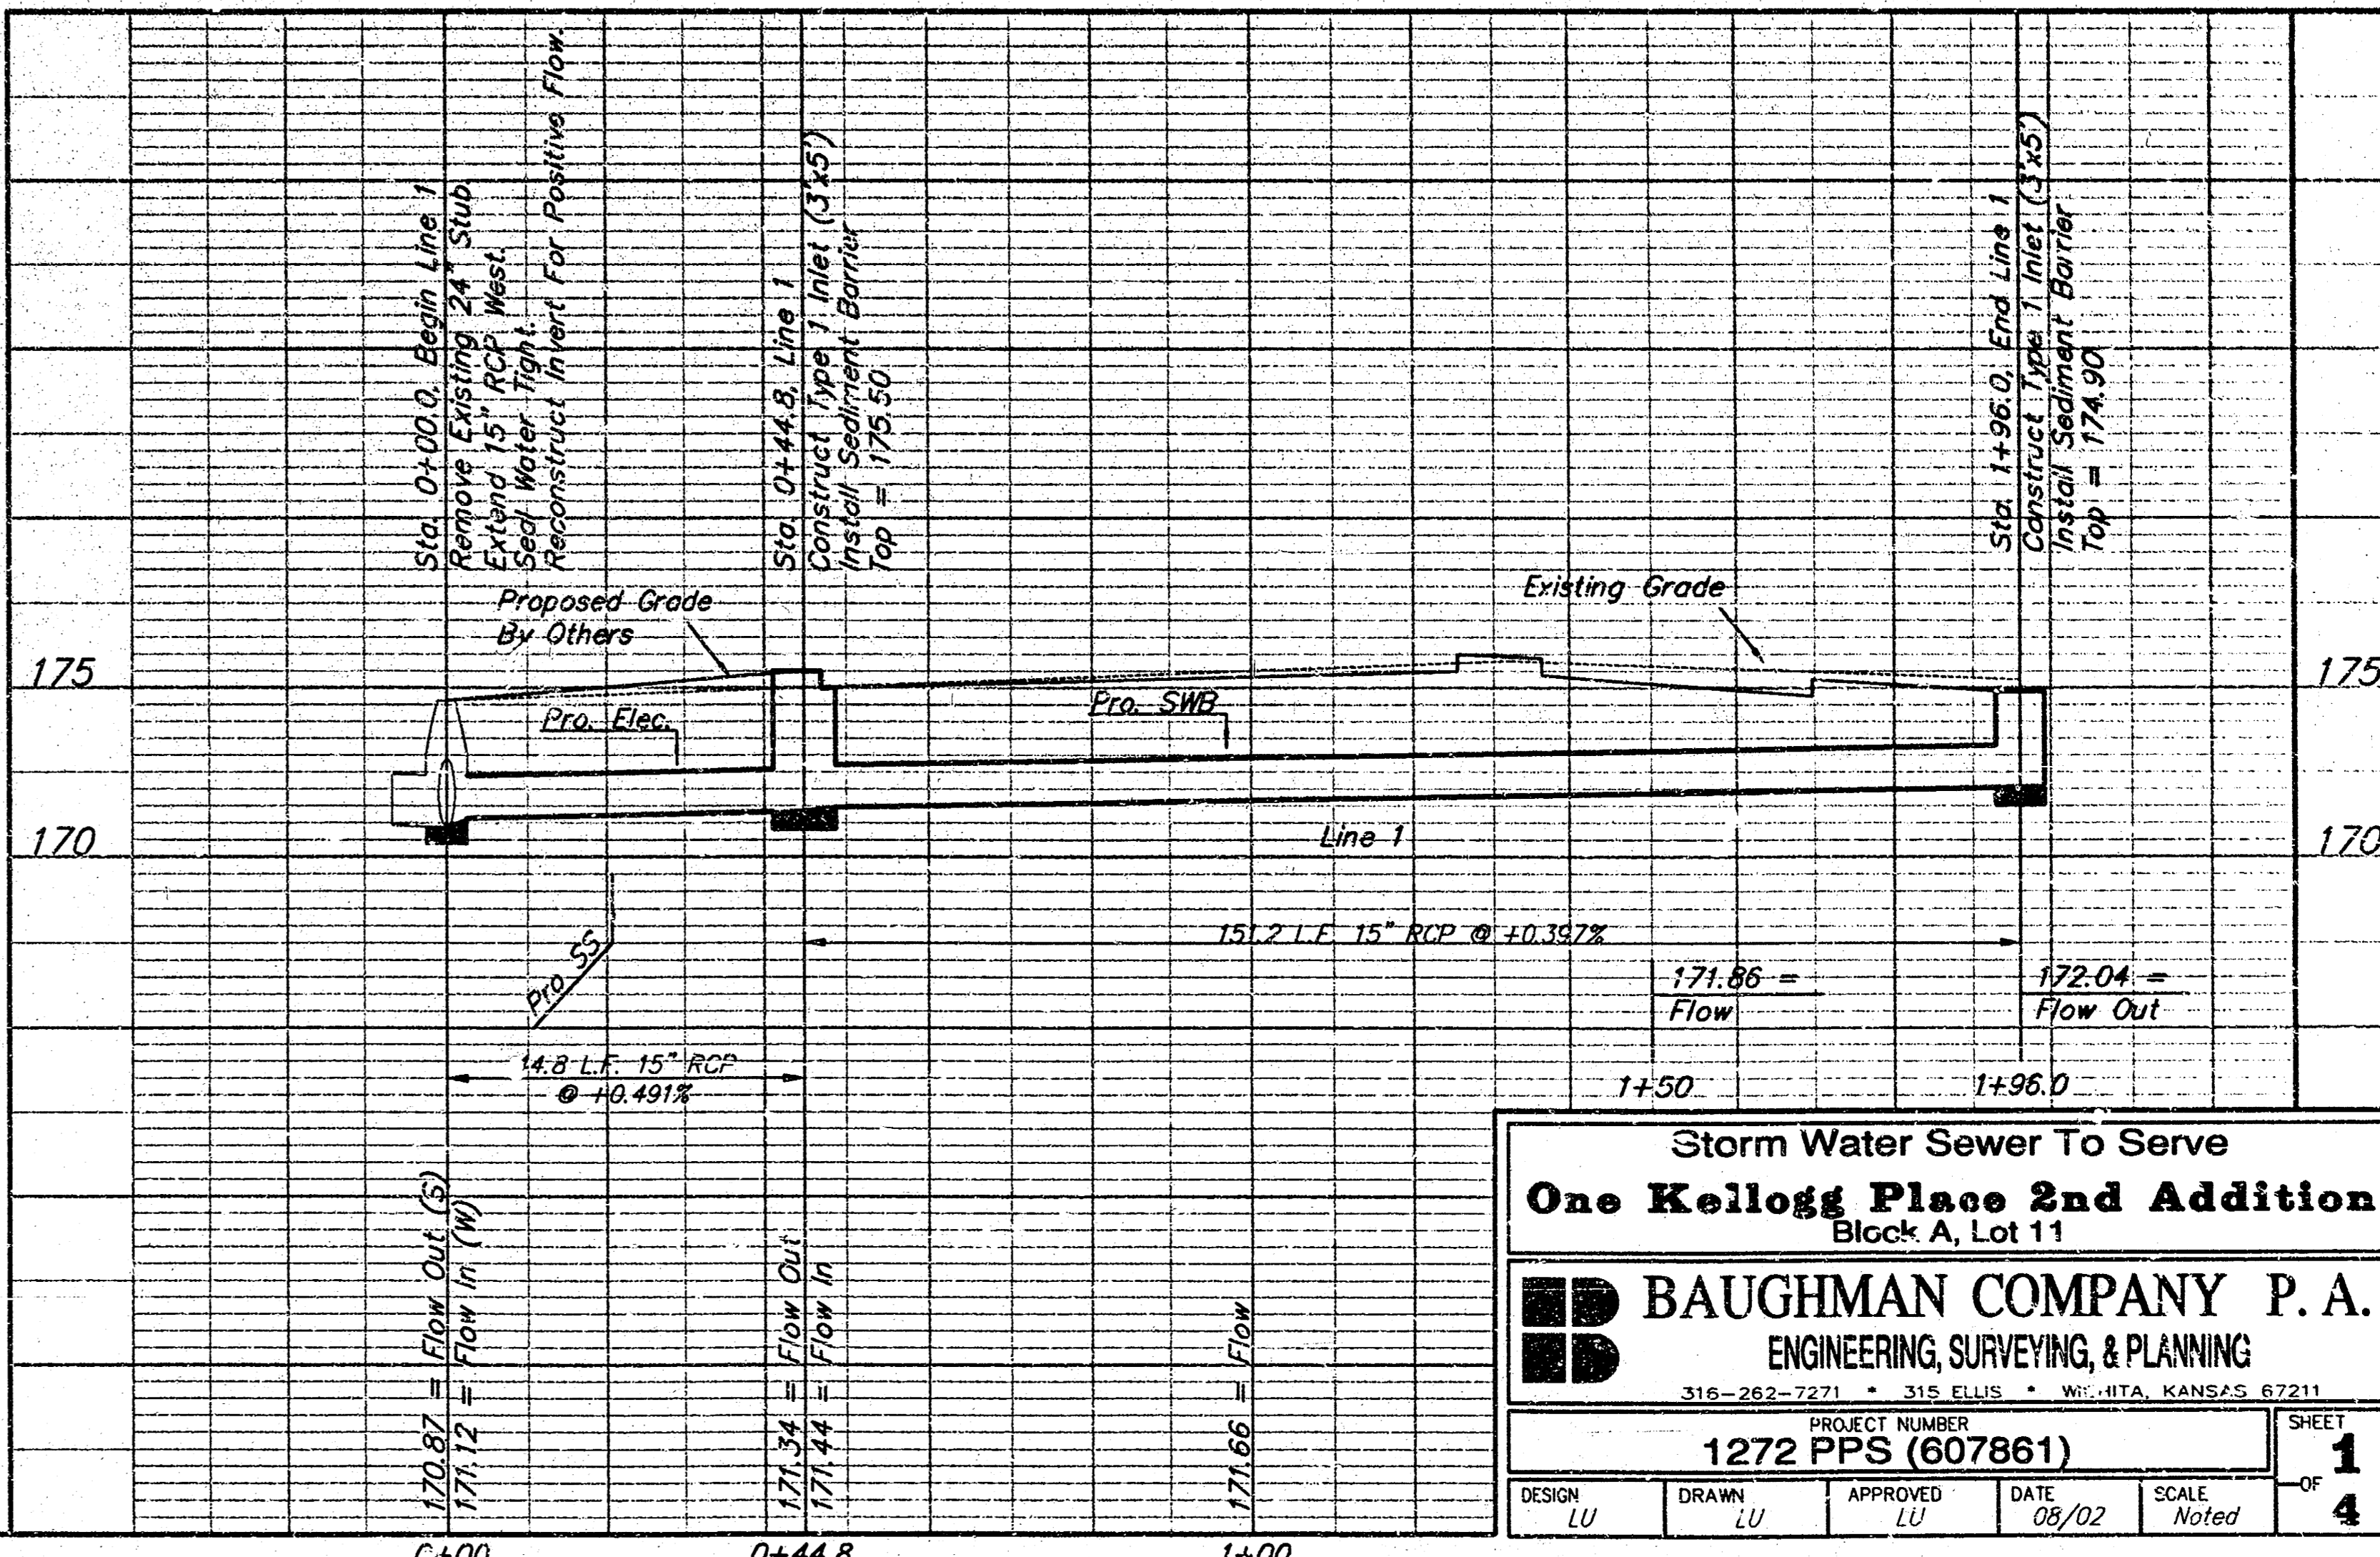 Sta. 0+00.0, Begin Line 1
Remove Existing 24" Stub.
Extend 15" RCP West.
Seal Water Tight.
Reconstruct Invert For Positive Flow.
Sta. 0+44.8, Line 1
Construct Type 1 Inlet (3'x5')
Install Sediment Barrier
Top = 175.50
Sta. 1+96.0, End Line 1
Construct Type 1 Inlet (3'x5')
Install Sediment Barrier
Top = 174.90
Proposed Grade
By Others
Existing Grade
175
175
Pro. Elec.
Pro. SWB
170
Line 1
170
Pro SS
151.2 L.F. 15" RCP @ +0.397%
171.86 =
Flow
172.04 =
Flow Out
14.8 L.F. 15" RCP
@ +0.491%
1+50
1+96.0
170.87 = Flow Out (S)
171.12 = Flow In (W)
171.34 = Flow Out
171.44 = Flow In
171.66 = Flow
0+00
0+44.8
1+00
Storm Water Sewer To Serve
One Kellogg Place 2nd Addition
Block A, Lot 11
BAUGHMAN COMPANY P. A.
ENGINEERING, SURVEYING, & PLANNING
316-262-7271 * 315 ELLIS * WICHITA, KANSAS 67211
PROJECT NUMBER
1272 PPS (607861)
SHEET
1
OF
4
DESIGN
LU
DRAWN
LU
APPROVED
LU
DATE
08/02
SCALE
Noted